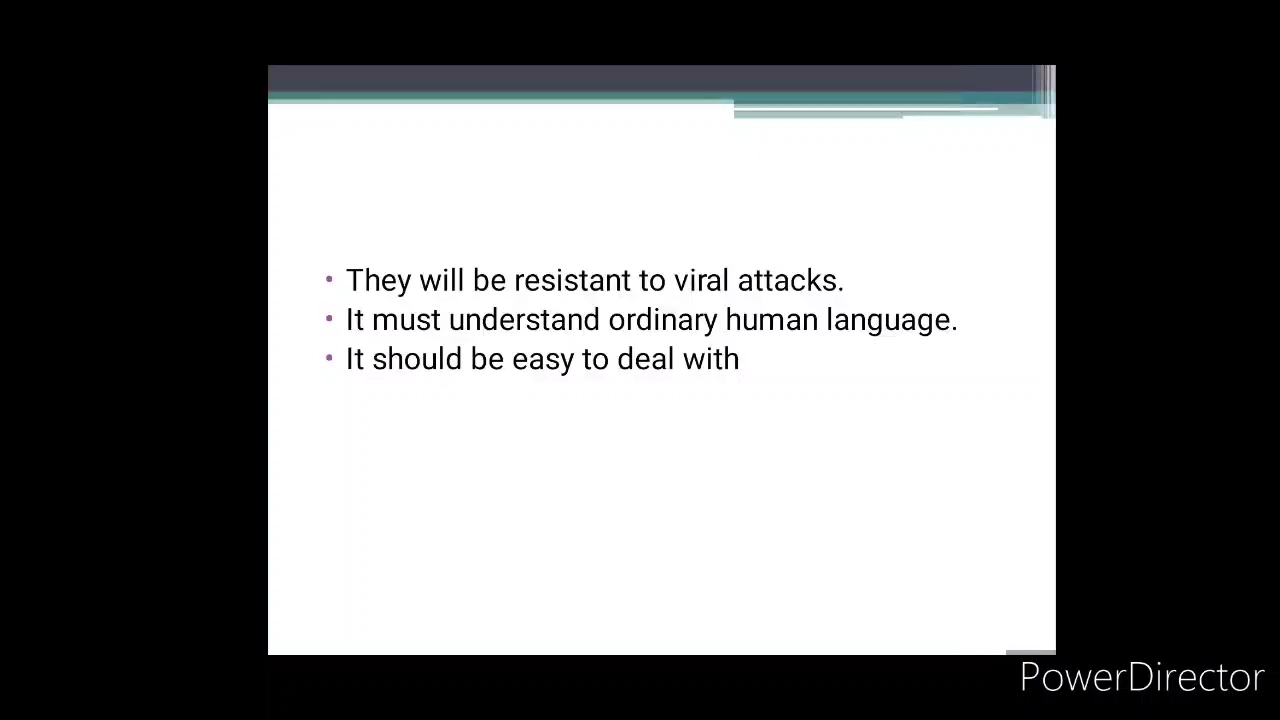 • They will be resistant to viral attacks.
• It must understand ordinary human language.
• It should be easy to deal with
PowerDirector